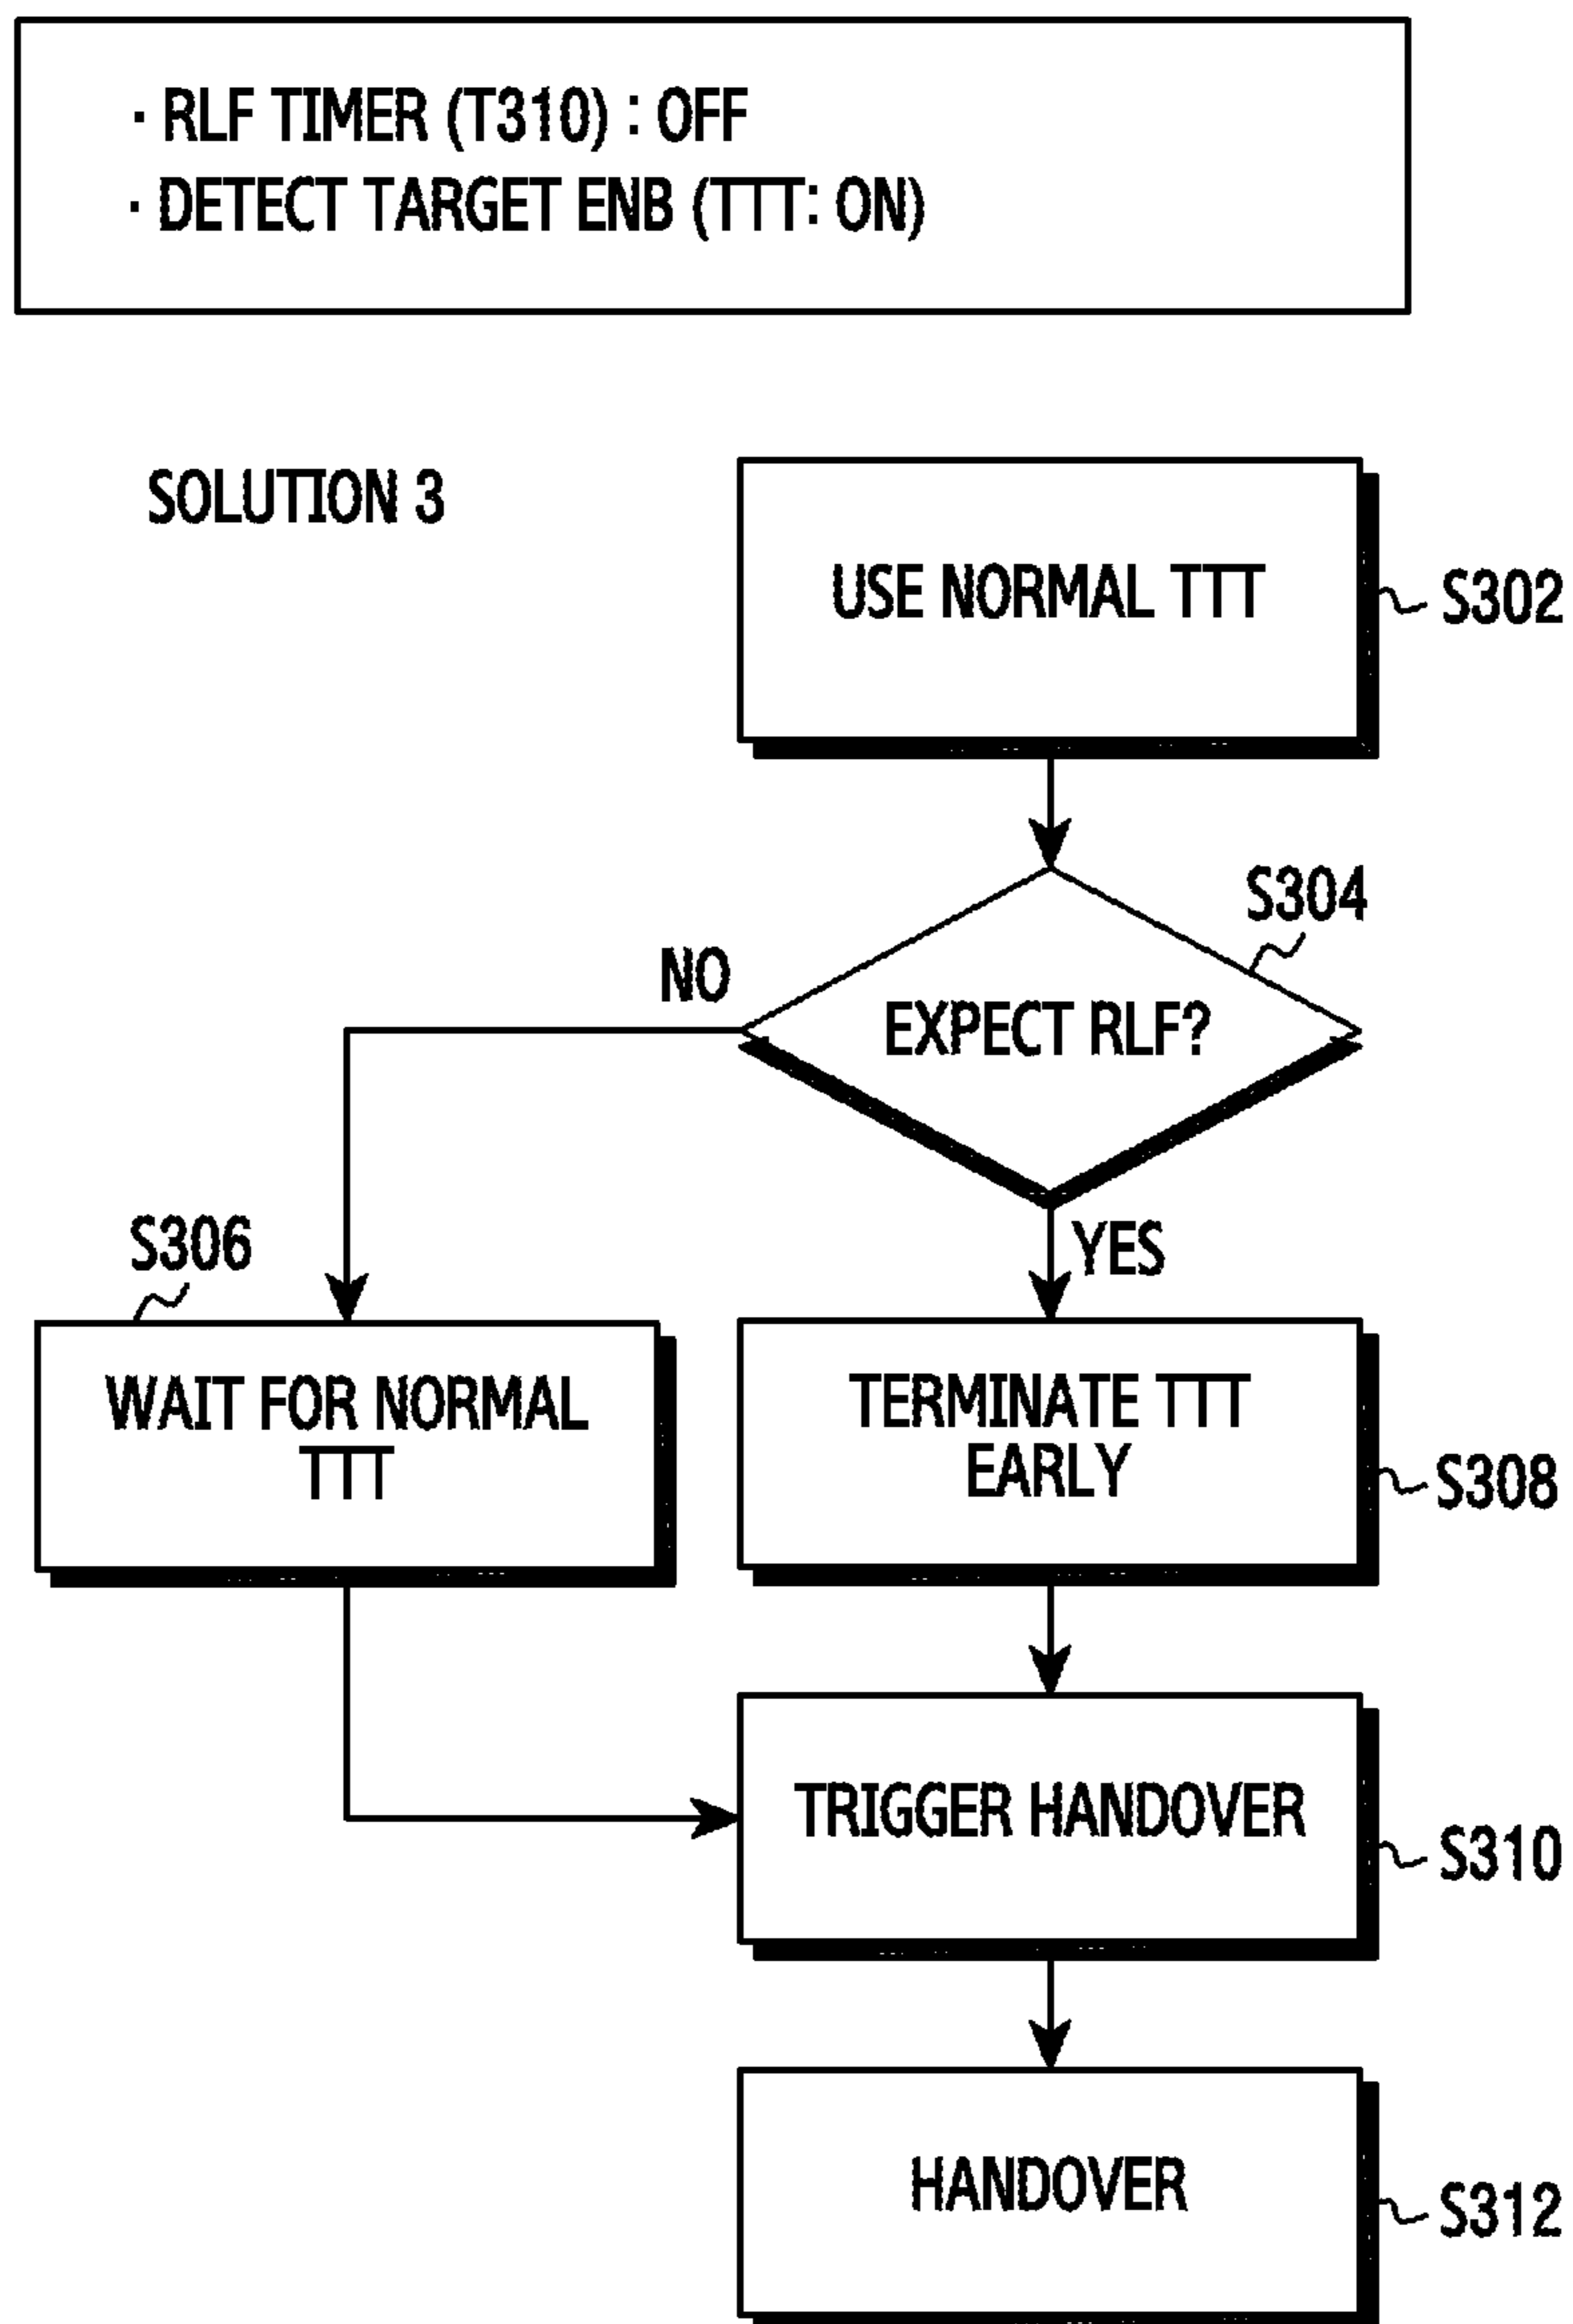 · RLF TIMER (T310) : OFF
· DETECT TARGET ENB (TTT: ON)
SOLUTION 3
USE NORMAL TTT
S302
S304
NO
EXPECT RLF?
YES
S306
WAIT FOR NORMAL
TTT
TERMINATE TTT
EARLY
S308
TRIGGER HANDOVER
S310
HANDOVER
S312